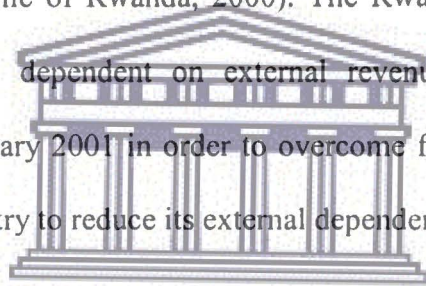 ne of Rwanda, 2000). The Rwa
dependent on external revenu
ary 2001 in order to overcome f
try to reduce its external dependen